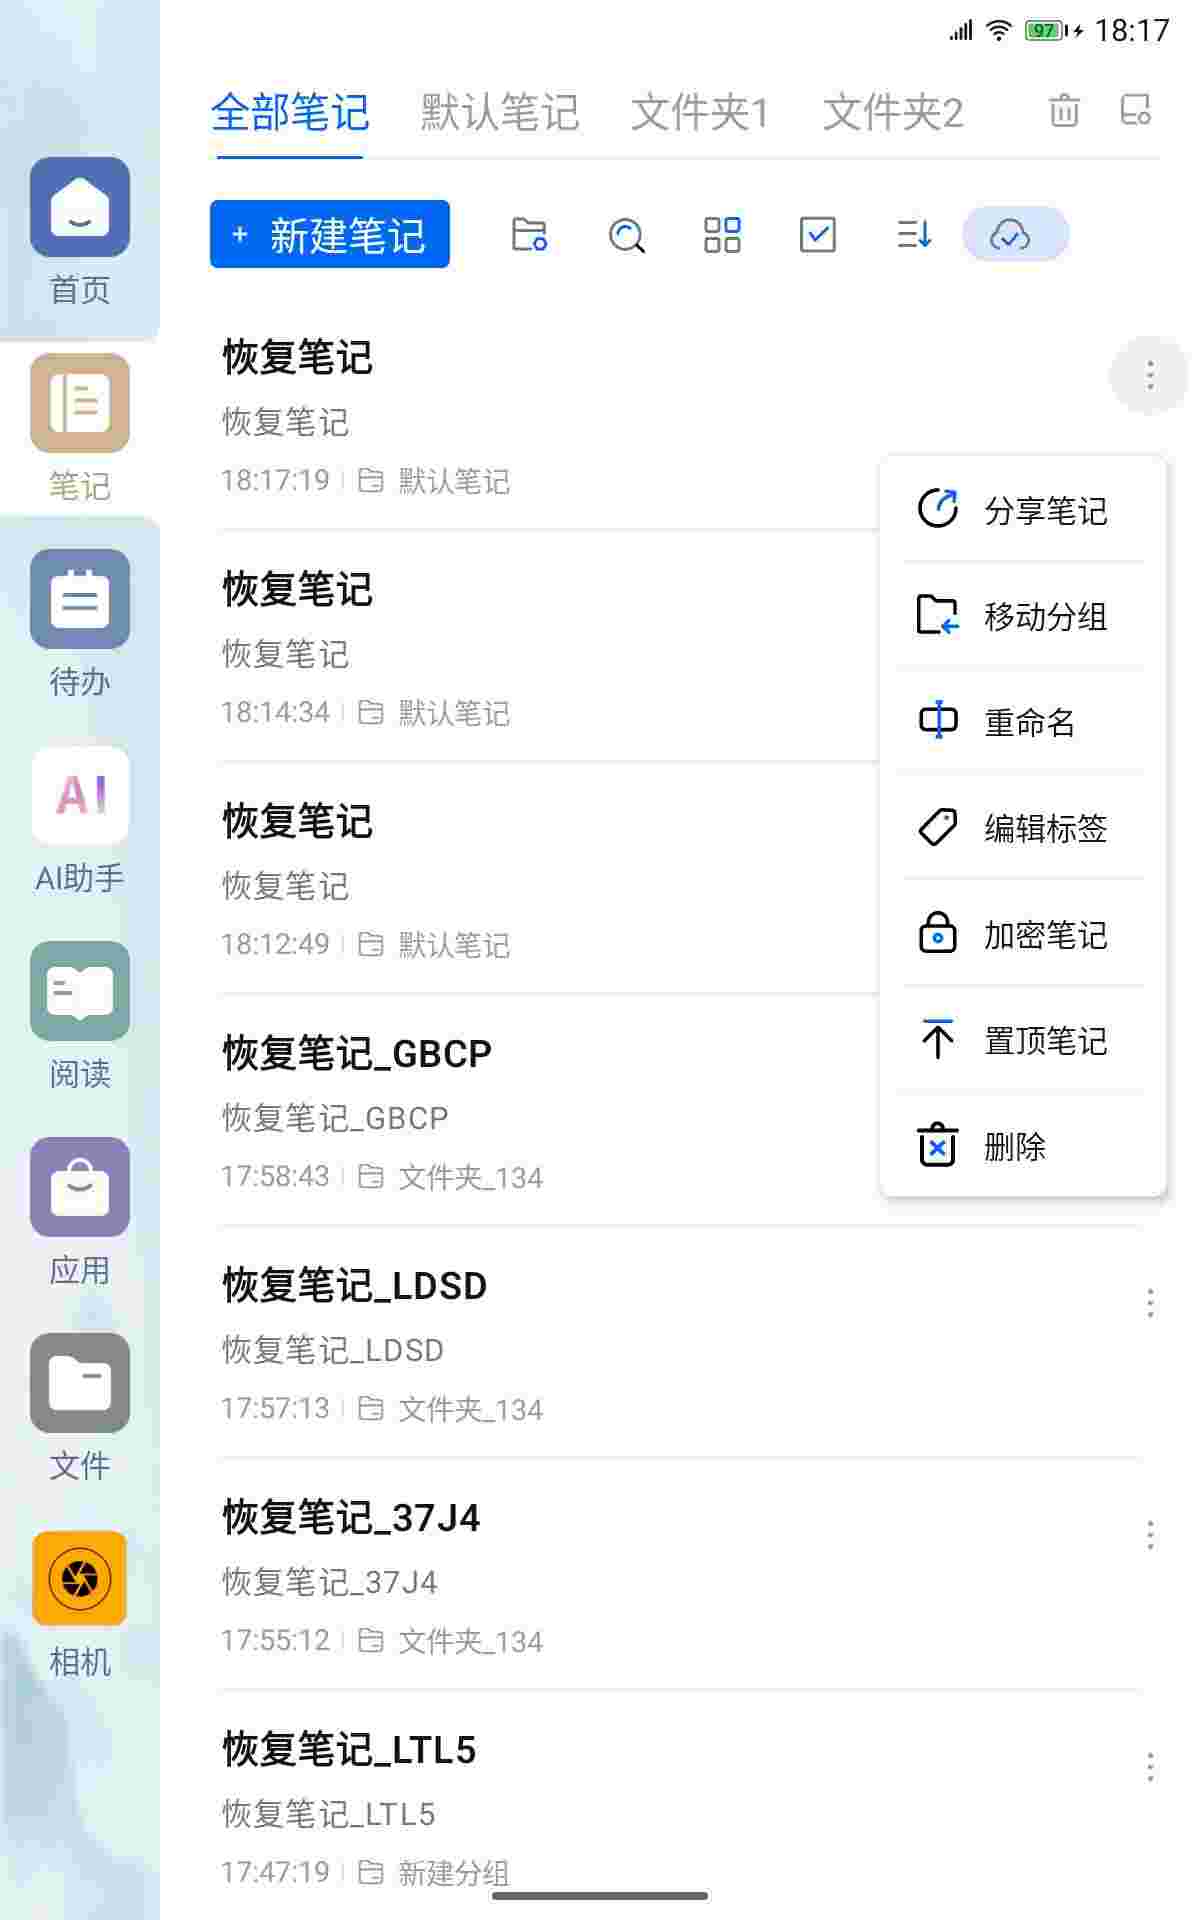 97 18:17
全部笔记 默认笔记 文件夹1 文件夹2
+ 新建笔记
首页
笔记
待办
AI
AI助手
阅读
应用
文件
相机
恢复笔记
恢复笔记
18:17:19 默认笔记
恢复笔记
恢复笔记
18:14:34 默认笔记
恢复笔记
恢复笔记
18:12:49 默认笔记
恢复笔记_GBCP
恢复笔记_GBCP
17:58:43 文件夹_134
恢复笔记_LDSD
恢复笔记_LDSD
17:57:13 文件夹_134
恢复笔记_37J4
恢复笔记_37J4
17:55:12 文件夹_134
恢复笔记_LTL5
恢复笔记_LTL5
17:47:19 新建分组
分享笔记
移动分组
重命名
编辑标签
加密笔记
置顶笔记
删除